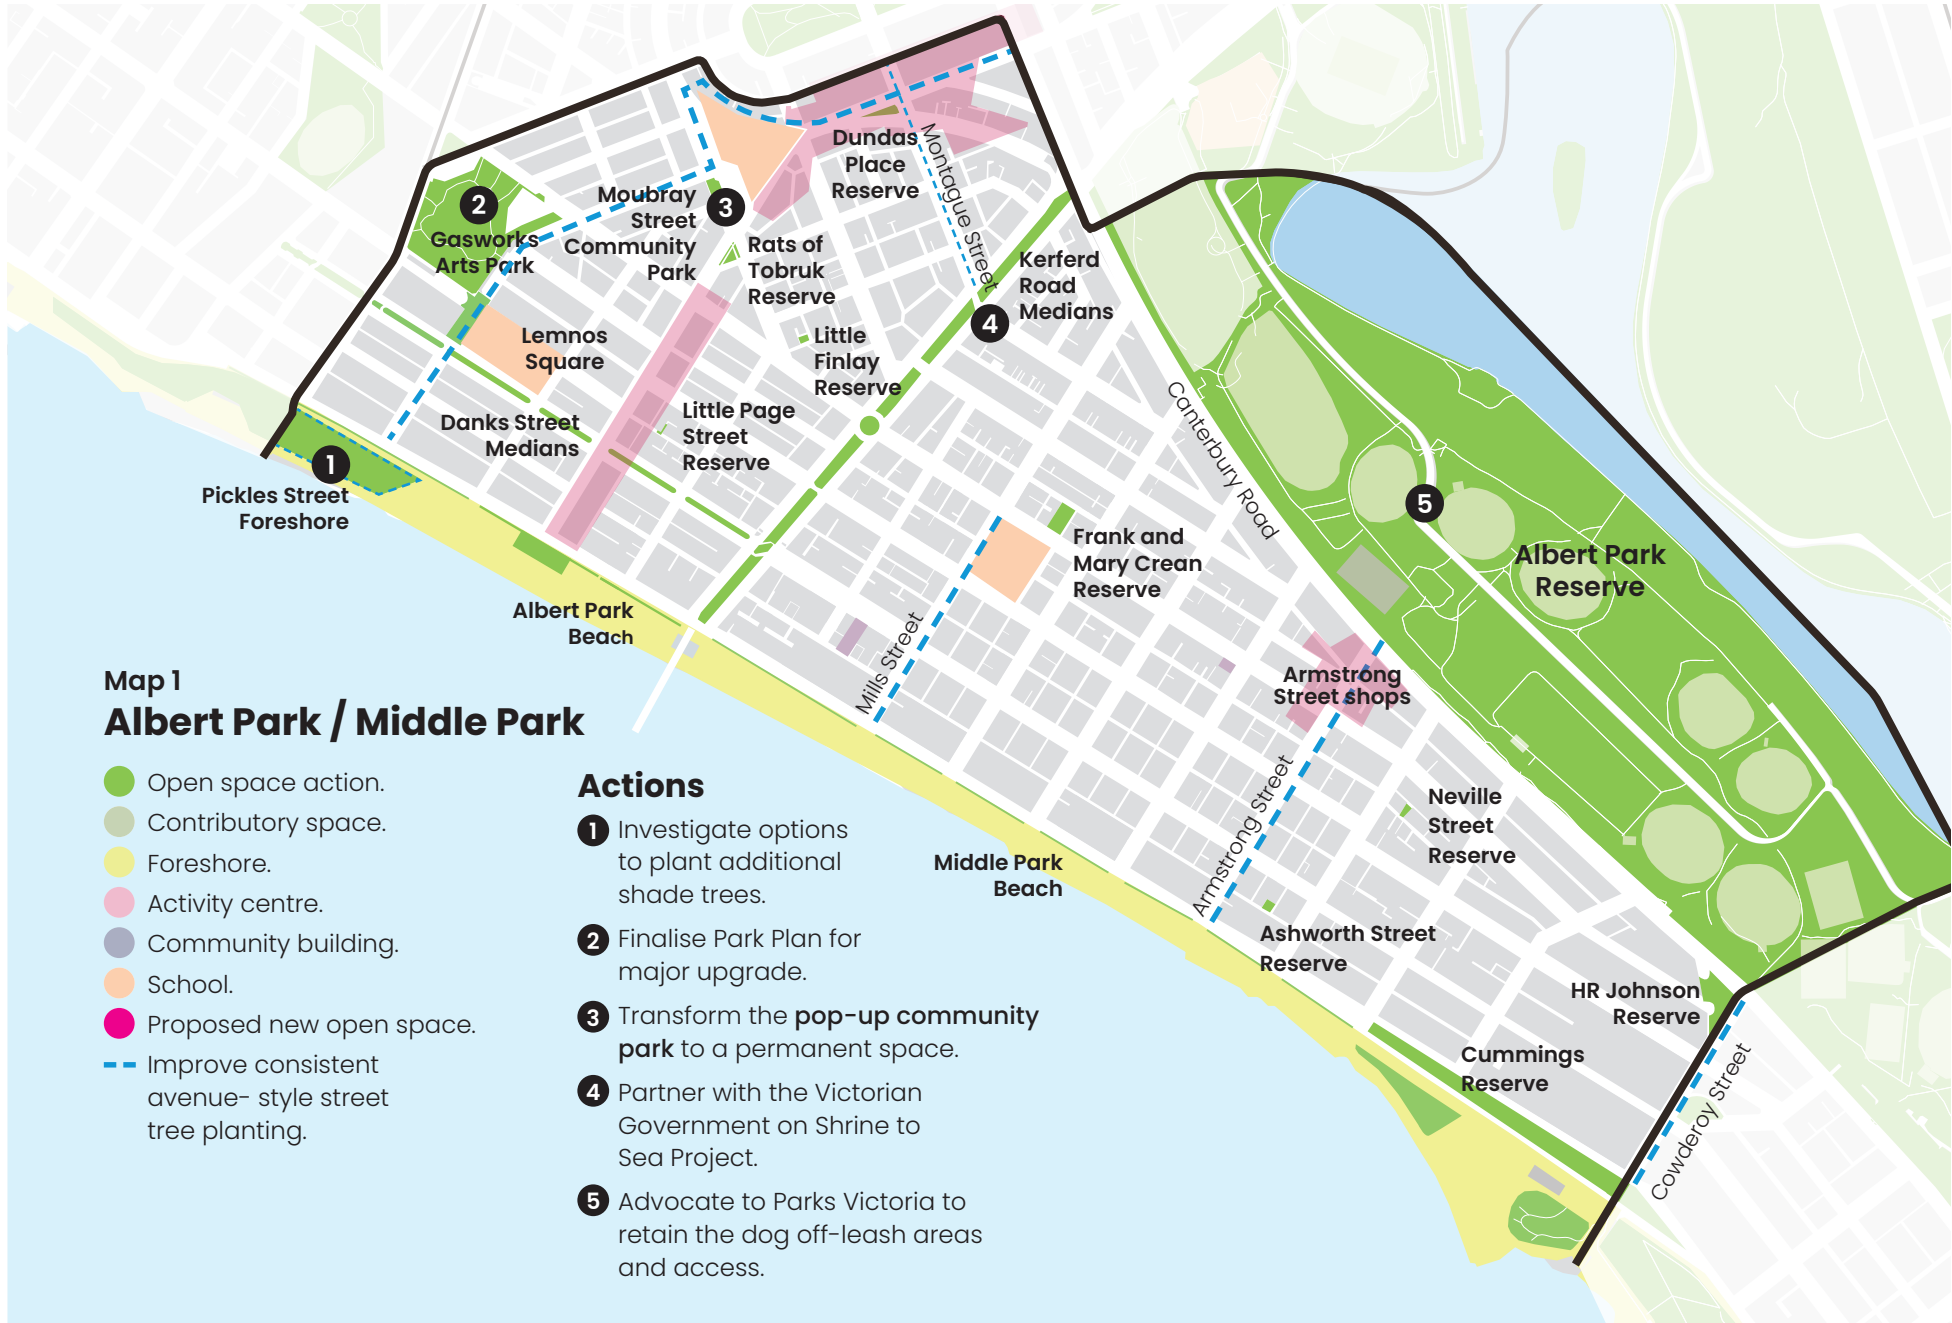 2
Gasworks
Arts Park
Moubray
Street
Community
Park
3
Dundas
Place
Reserve
Montague Street
Rats of
Tobruk
Reserve
Kerferd
Road
Medians
4
Lemnos
Square
Little
Finlay
Reserve
Danks Street
Medians
Little Page
Street
Reserve
Canterbury Road
1
Pickles Street
Foreshore
5
Albert Park
Reserve
Frank and
Mary Crean
Reserve
Albert Park
Beach
Mills Street
Armstrong
Street shops
Armstrong Street
Neville
Street
Reserve
Middle Park
Beach
Ashworth Street
Reserve
HR Johnson
Reserve
Cummings
Reserve
Cowderoy Street
Map 1
Albert Park / Middle Park
Open space action.
Contributory space.
Foreshore.
Activity centre.
Community building.
School.
Proposed new open space.
Improve consistent
avenue- style street
tree planting.
Actions
1 Investigate options
to plant additional
shade trees.
2 Finalise Park Plan for
major upgrade.
3 Transform the pop-up community
park to a permanent space.
4 Partner with the Victorian
Government on Shrine to
Sea Project.
5 Advocate to Parks Victoria to
retain the dog off-leash areas
and access.